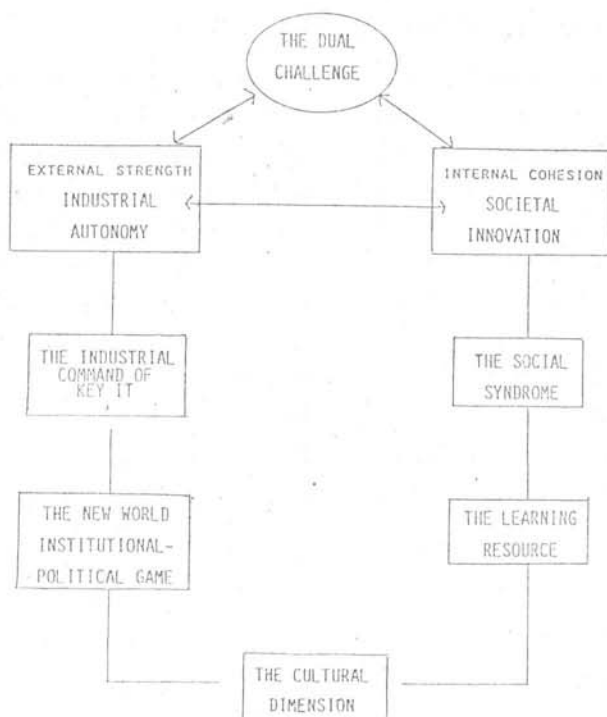 THE DUAL
CHALLENGE
EXTERNAL STRENGTH
INDUSTRIAL
AUTONOMY
INTERNAL COHESION
SOCIETAL
INNOVATION
THE INDUSTRIAL
COMMAND OF
KEY IT
THE SOCIAL
SYNDROME
THE NEW WORLD
INSTITUTIONAL-
POLITICAL GAME
THE LEARNING
RESOURCE
THE CULTURAL
DIMENSION